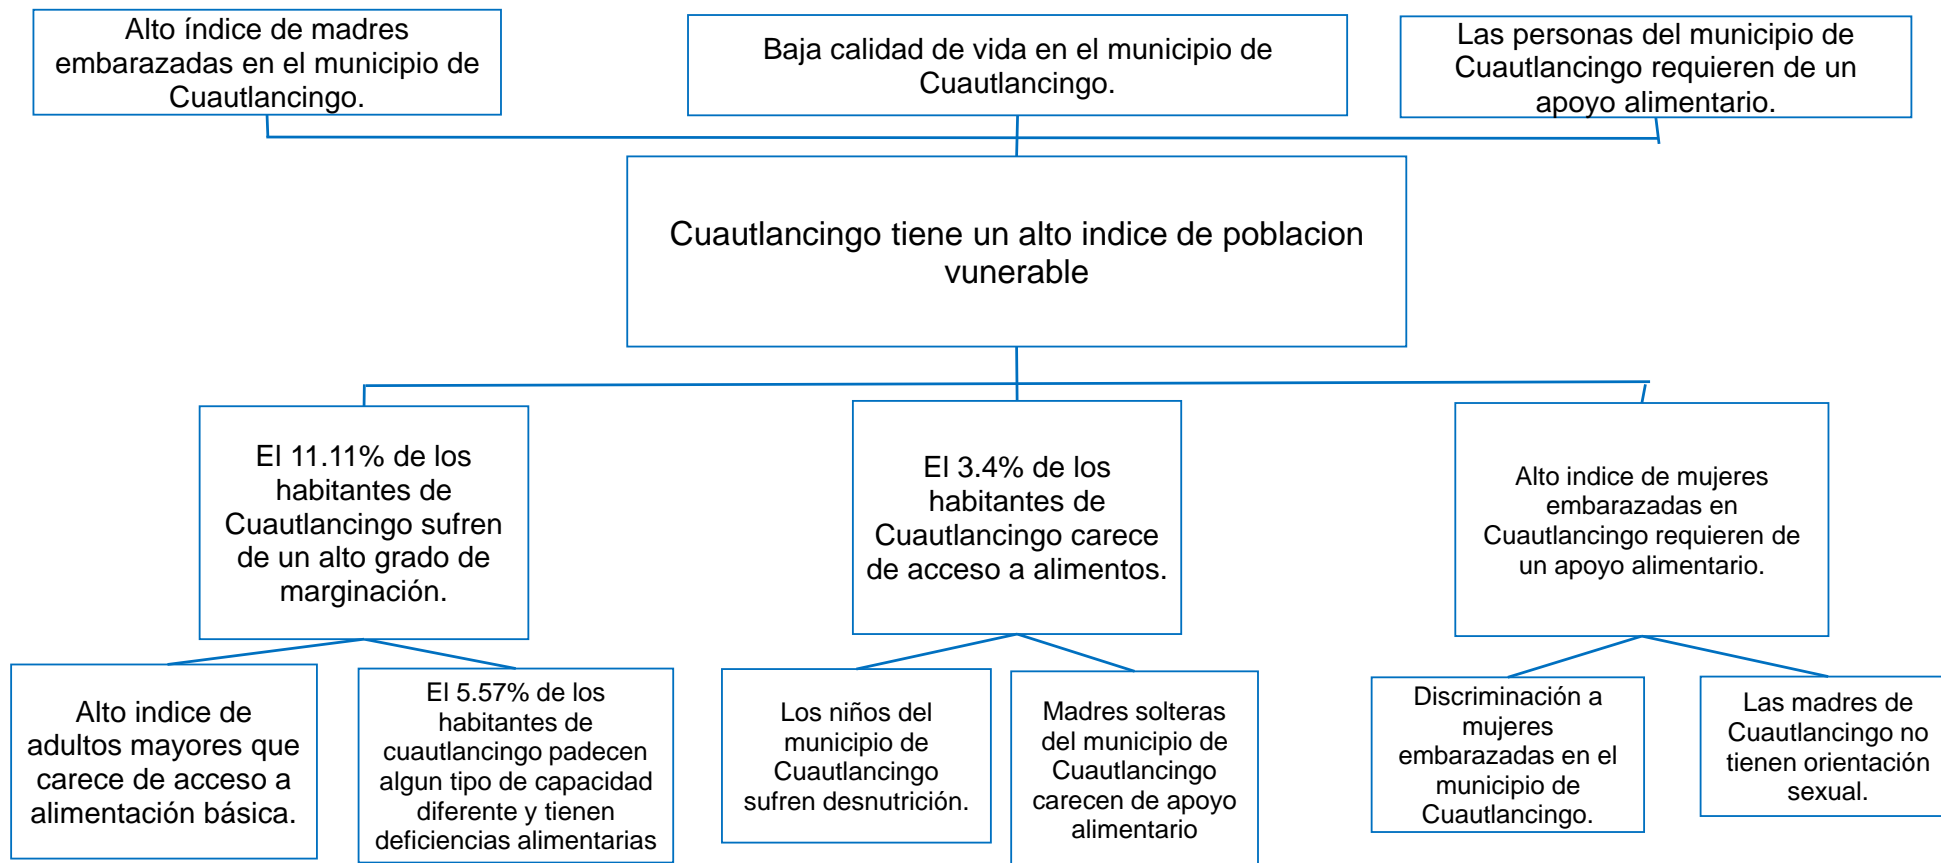 Alto índice de madres
embarazadas en el municipio de
Cuautlancingo.
Baja calidad de vida en el municipio de
Cuautlancingo.
Las personas del municipio de
Cuautlancingo requieren de un
apoyo alimentario.
Cuautlancingo tiene un alto indice de poblacion
vunerable
El 11.11% de los
habitantes de
Cuautlancingo sufren
de un alto grado de
marginación.
El 3.4% de los
habitantes de
Cuautlancingo carece
de acceso a alimentos.
Alto indice de mujeres
embarazadas en
Cuautlancingo requieren de
un apoyo alimentario.
Alto indice de
adultos mayores que
carece de acceso a
alimentación básica.
El 5.57% de los
habitantes de
cuautlancingo padecen
algun tipo de capacidad
diferente y tienen
deficiencias alimentarias
Los niños del
municipio de
Cuautlancingo
sufren desnutrición.
Madres solteras
del municipio de
Cuautlancingo
carecen de apoyo
alimentario
Discriminación a
mujeres
embarazadas en el
municipio de
Cuautlancingo.
Las madres de
Cuautlancingo no
tienen orientación
sexual.